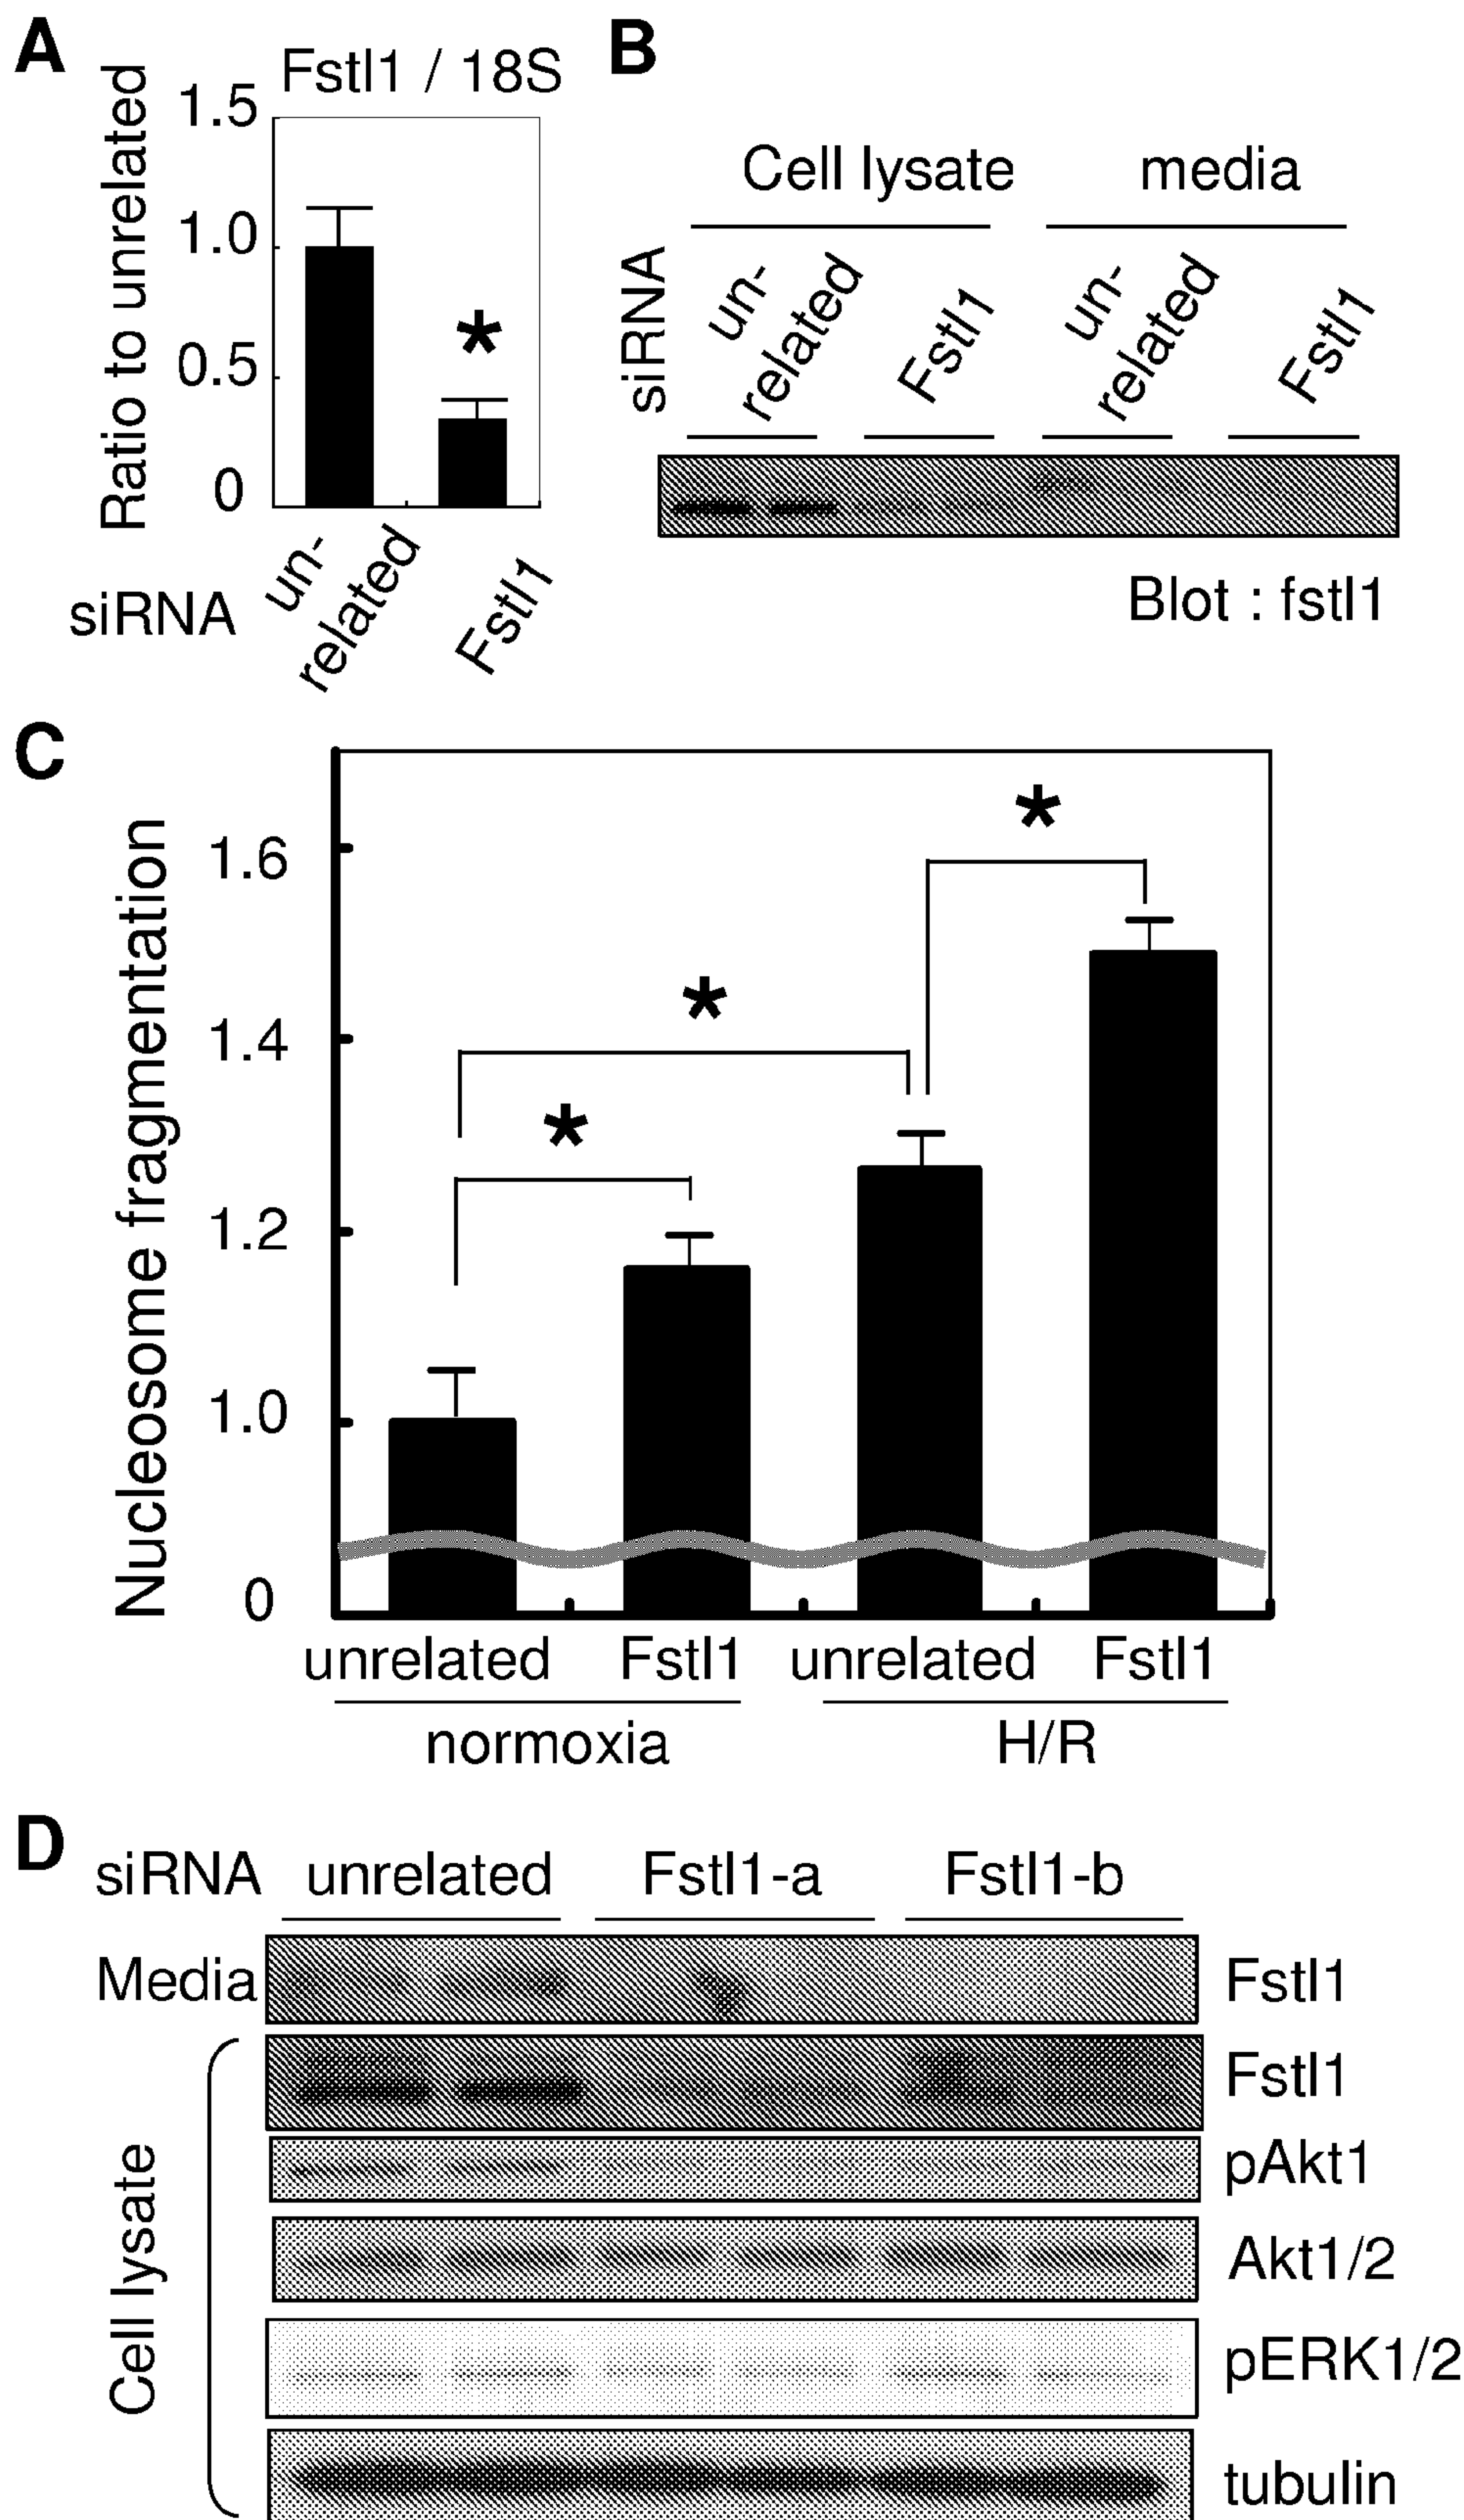 A
Fstl1 / 18S
Ratio to unrelated
1.5
1.0
0.5
0
siRNA
un-
related
Fstl1
B
Cell lysate
media
siRNA
un-
related
Fstl1
un-
related
Fstl1
Blot : fstl1
C
Nucleosome fragmentation
1.6
1.4
1.2
1.0
0
*
*
*
*
unrelated Fstl1 unrelated Fstl1
normoxia H/R
D
siRNA unrelated Fstl1-a Fstl1-b
Media Fstl1
Cell lysate
Fstl1
pAkt1
Akt1/2
pERK1/2
tubulin